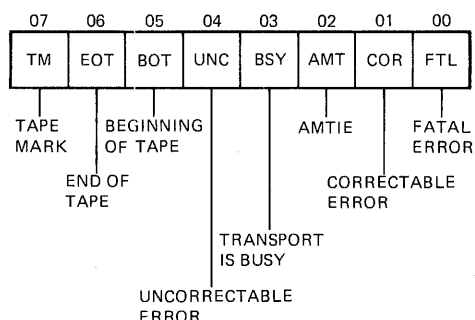 07 06 05 04 03 02 01 00
TM EOT BOT UNC BSY AMT COR FTL
TAPE
MARK
BEGINNING
OF TAPE
AMTIE
FATAL
ERROR
END OF
TAPE
CORRECTABLE
ERROR
TRANSPORT
IS BUSY
UNCORRECTABLE
ERROR